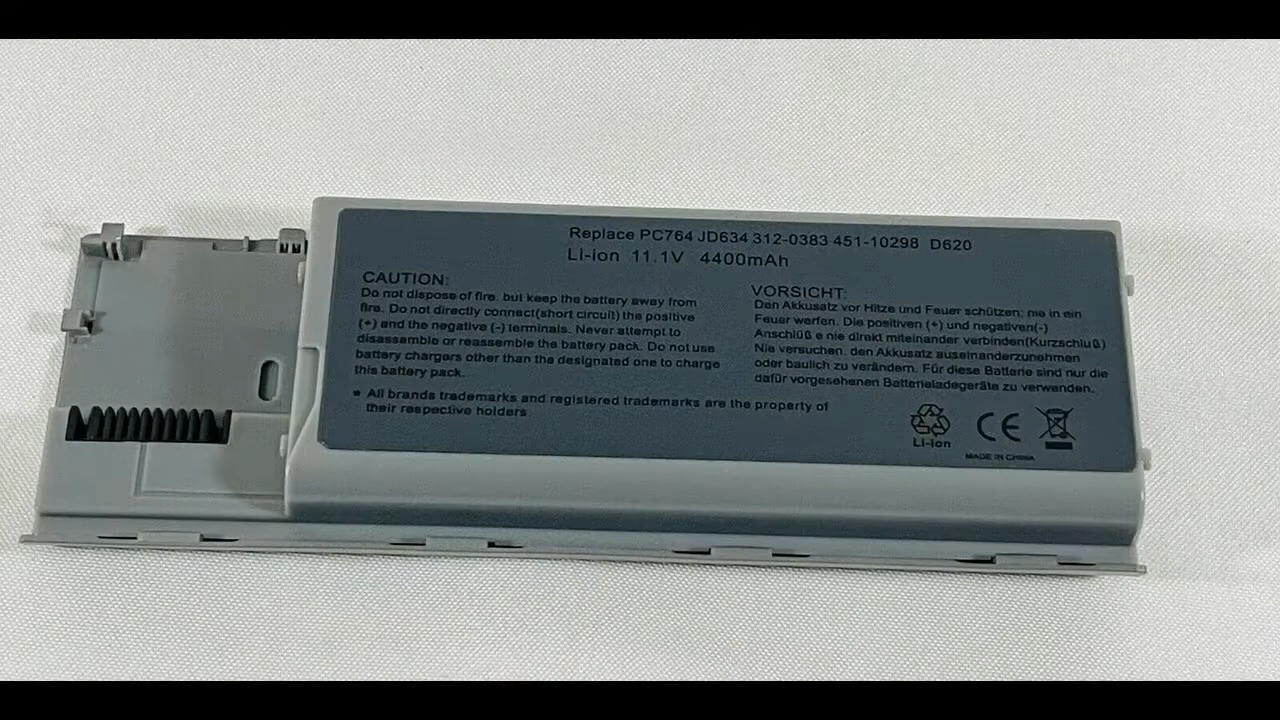 Replace PC764 JD634 312-0383 451-10298 D620
Li-ion 11.1V 4400mAh
CAUTION:
Do not dispose of fire. but keep the battery away from
fire. Do not directly connect(short circuit) the positive
(+) and the negative (-) terminals. Never attempt to
disassemble or reassemble the battery pack. Do not use
battery chargers other than the designated one to charge
this battery pack.
* All brands trademarks and registered trademarks are the property of
their respective holders
VORSICHT:
Den Akkusatz vor Hitze und Feuer schützen; nie in ein
Feuer werfen. Die positiven (+) und negativen(-)
Anschlüß e nie direkt miteinander verbinden(Kurzschluß)
Nie versuchen. den Akkusatz auseinanderzunehmen
oder baulich zu verändern. Für diese Batterie sind nur die
dafür vorgesehenen Batterieladegeräte zu verwenden.
Li-ion
CE
MADE IN CHINA